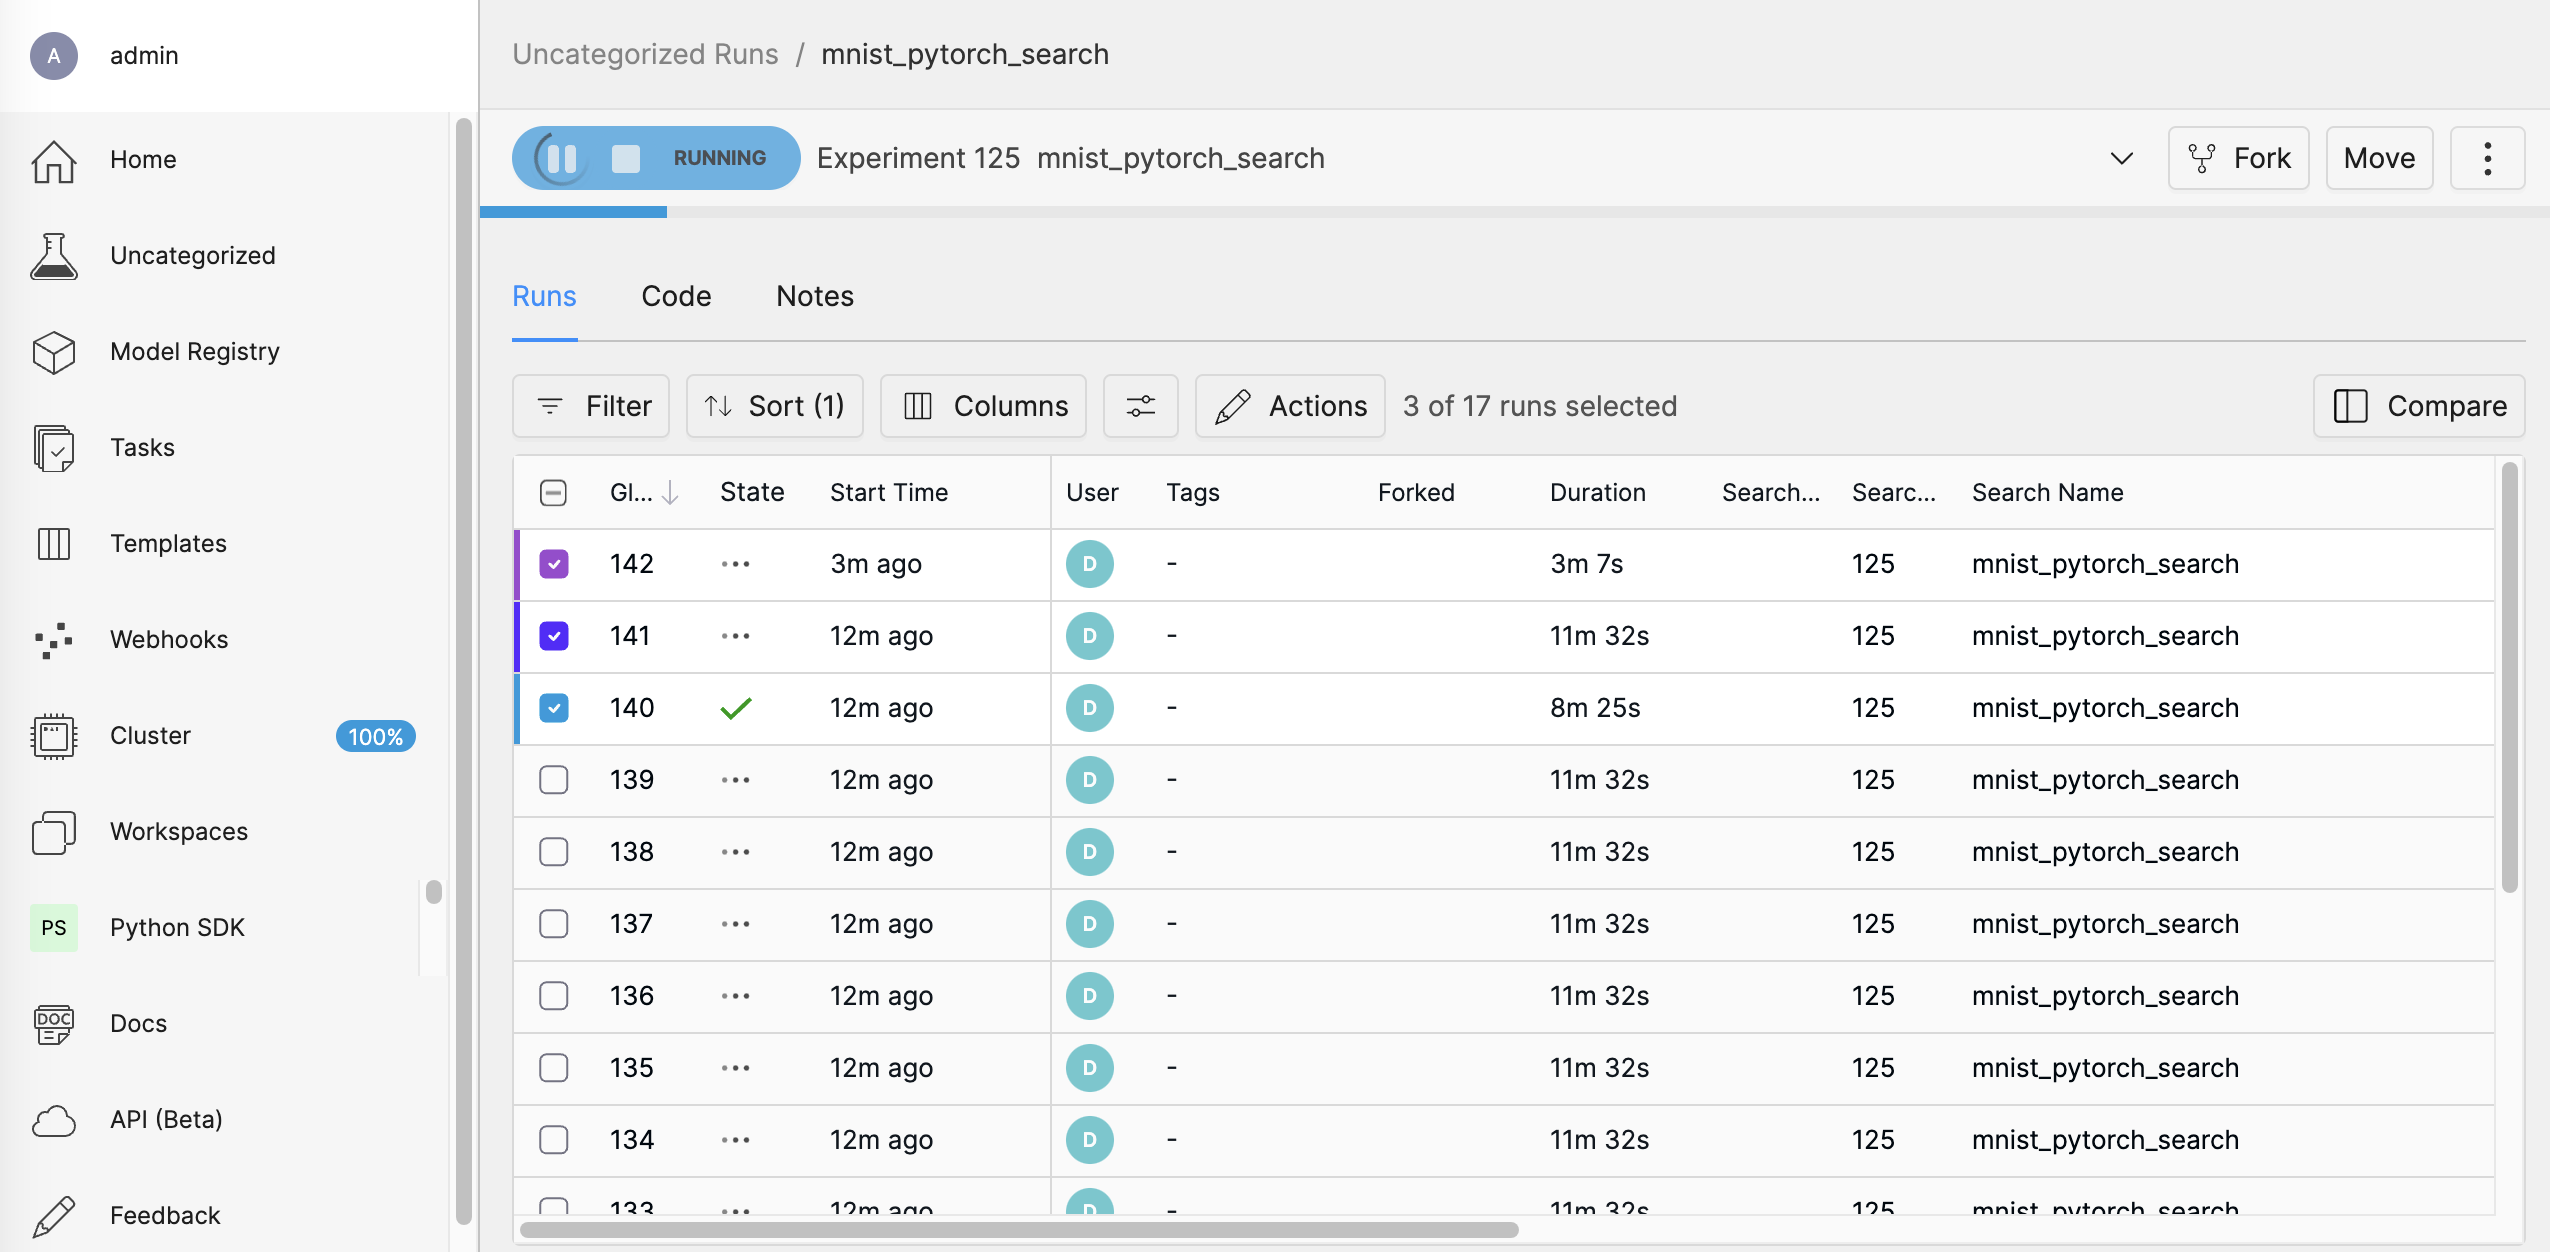 A admin
Home
Uncategorized
Model Registry
Tasks
Templates
Webhooks
Cluster 100%
Workspaces
PS Python SDK
DOC Docs
API (Beta)
Feedback
Uncategorized Runs / mnist_pytorch_search
RUNNING Experiment 125 mnist_pytorch_search
Fork Move
Runs Code Notes
Filter Sort (1) Columns Actions 3 of 17 runs selected Compare
Gl... State Start Time User Tags Forked Duration Search... Searc... Search Name
142 3m ago D - 3m 7s 125 mnist_pytorch_search
141 12m ago D - 11m 32s 125 mnist_pytorch_search
140 12m ago D - 8m 25s 125 mnist_pytorch_search
139 12m ago D - 11m 32s 125 mnist_pytorch_search
138 12m ago D - 11m 32s 125 mnist_pytorch_search
137 12m ago D - 11m 32s 125 mnist_pytorch_search
136 12m ago D - 11m 32s 125 mnist_pytorch_search
135 12m ago D - 11m 32s 125 mnist_pytorch_search
134 12m ago D - 11m 32s 125 mnist_pytorch_search
133 12m ago D - 11m 32s 125 mnist_pytorch_search